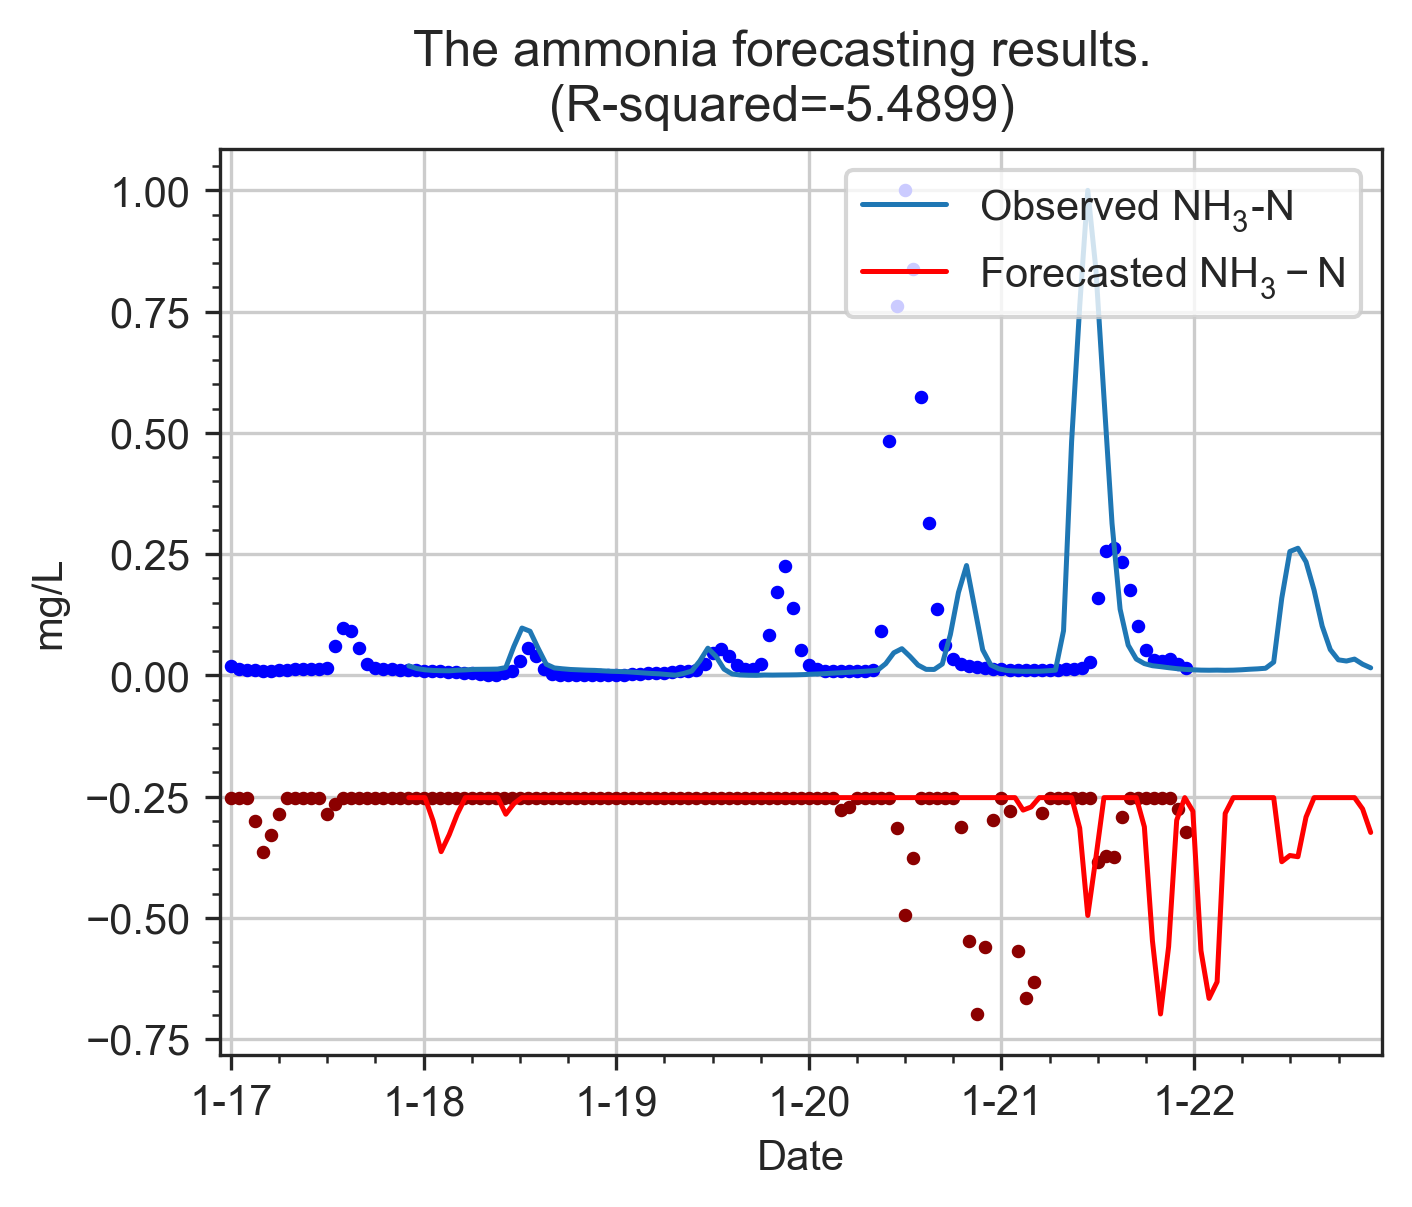 The ammonia forecasting results.
(R-squared=-5.4899)
Observed NH₃-N
Forecasted NH₃ − N
1.00
0.75
0.50
0.25
0.00
−0.25
−0.50
−0.75
mg/L
1-17 1-18 1-19 1-20 1-21 1-22
Date